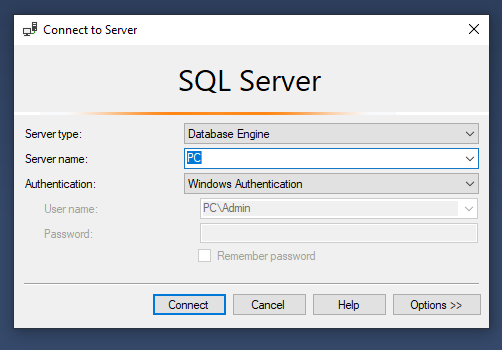 Connect to Server
SQL Server
Server type: Database Engine
Server name: PC
Authentication: Windows Authentication
User name: PC\Admin
Password:
Remember password
Connect Cancel Help Options >>